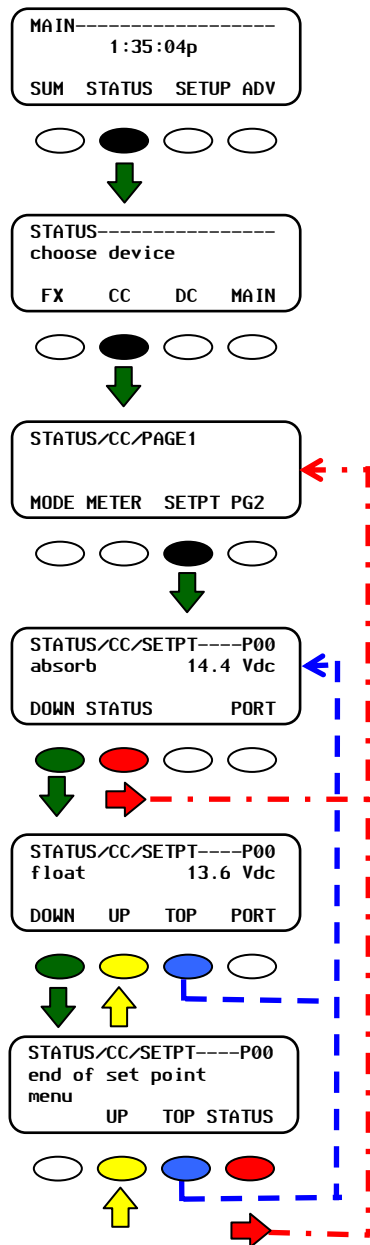 MAIN-------------------
1:35:04p
SUM STATUS SETUP ADV
STATUS-----------------
choose device
FX CC DC MAIN
STATUS/CC/PAGE1
MODE METER SETPT PG2
STATUS/CC/SETPT----P00
absorb 14.4 Vdc
DOWN STATUS PORT
STATUS/CC/SETPT----P00
float 13.6 Vdc
DOWN UP TOP PORT
STATUS/CC/SETPT----P00
end of set point
menu
UP TOP STATUS